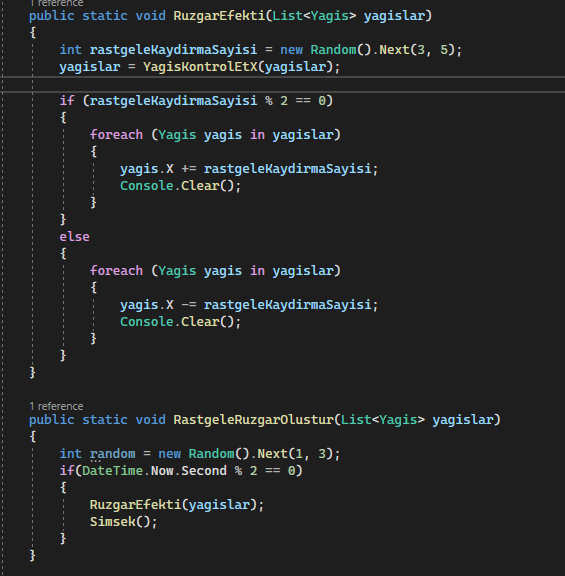 1 reference
public static void RuzgarEfekti(List<Yagis> yagislar)
{
int rastgeleKaydirmaSayisi = new Random().Next(3, 5);
yagislar = YagisKontrolEtX(yagislar);
if (rastgeleKaydirmaSayisi % 2 == 0)
{
foreach (Yagis yagis in yagislar)
{
yagis.X += rastgeleKaydirmaSayisi;
Console.Clear();
}
}
else
{
foreach (Yagis yagis in yagislar)
{
yagis.X -= rastgeleKaydirmaSayisi;
Console.Clear();
}
}
}
1 reference
public static void RastgeleRuzgarOlustur(List<Yagis> yagislar)
{
int random = new Random().Next(1, 3);
if(DateTime.Now.Second % 2 == 0)
{
RuzgarEfekti(yagislar);
Simsek();
}
}